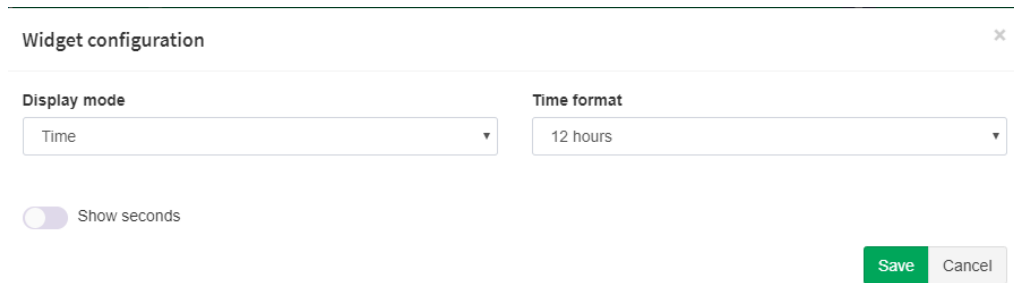 Widget configuration ×
Display mode Time format
Time 12 hours
Show seconds
Save Cancel